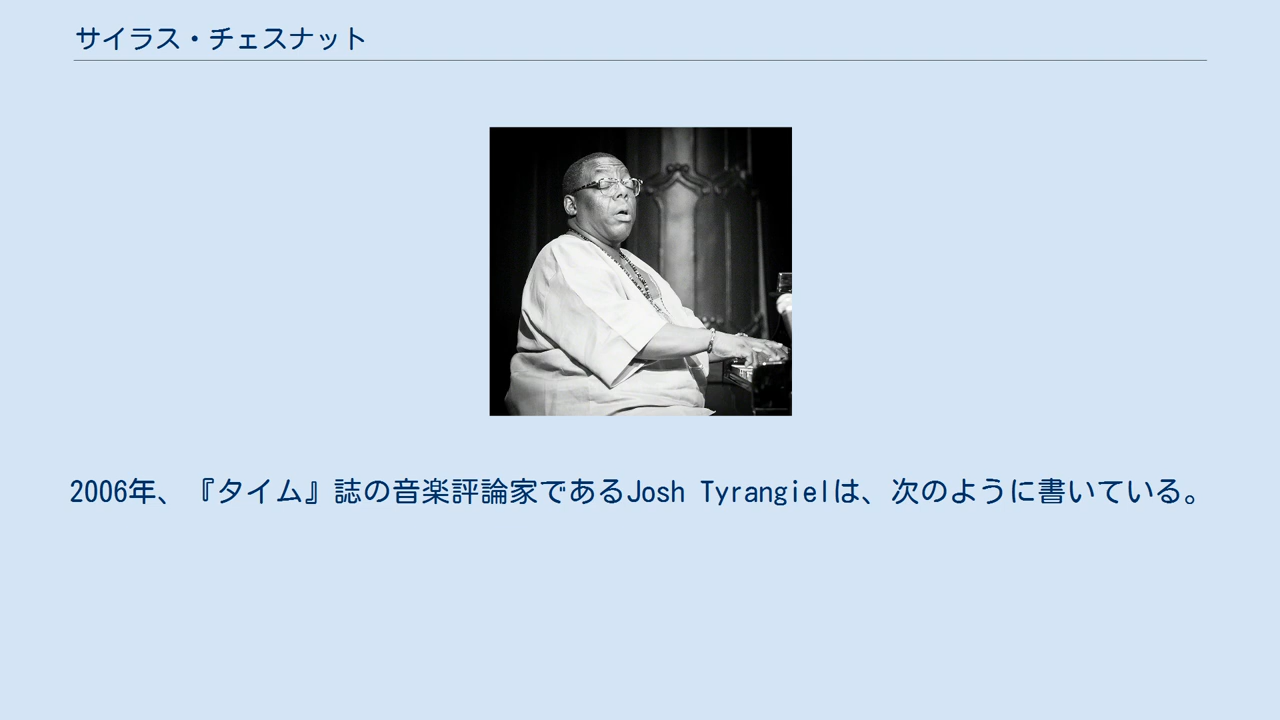 サイラス・チェスナット
2006年、『タイム』誌の音楽評論家であるJosh Tyrangielは、次のように書いている。